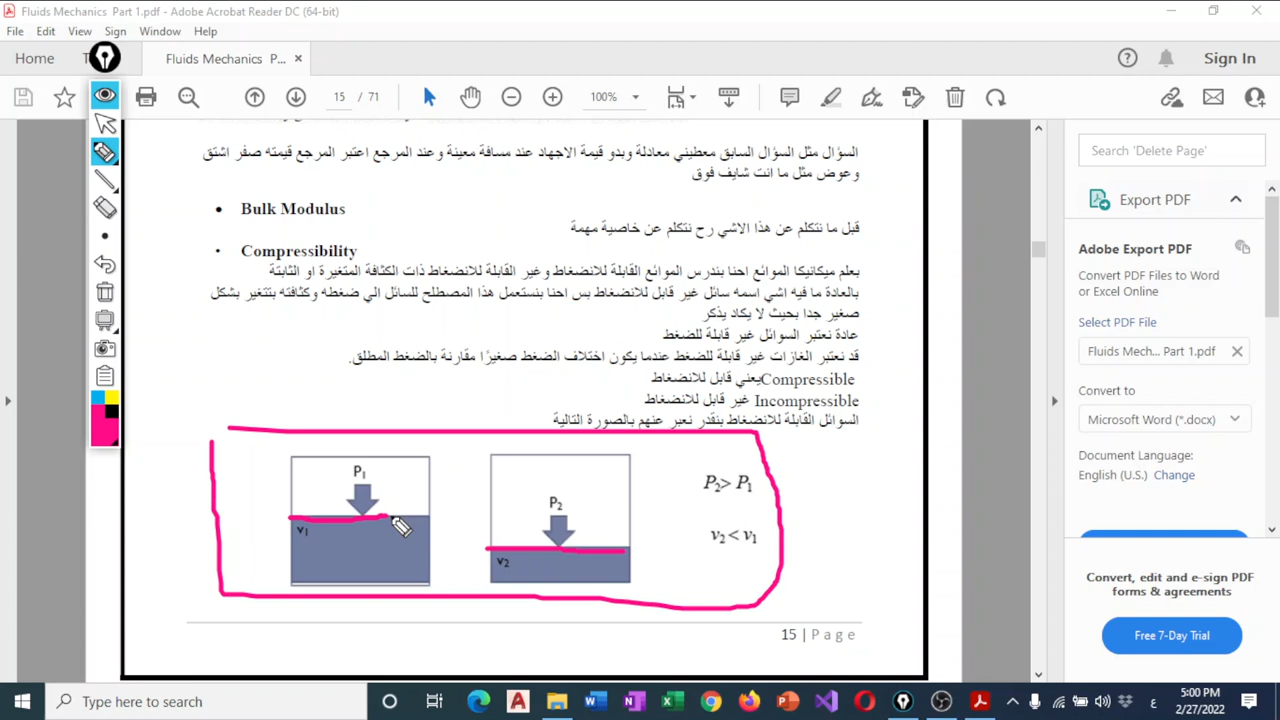 Fluids Mechanics Part 1.pdf - Adobe Acrobat Reader DC (64-bit)
File Edit View Sign Window Help
Home
Fluids Mechanics P... ×
Sign In
15 / 71
100%
السؤال مثل السؤال السابق معطيني معادلة وبدو قيمة الاجهاد عند مسافة معينة وعند المرجع اعتبر المرجع قيمته صفر اشتق
وعوض مثل ما انت شايف فوق
• Bulk Modulus
قبل ما نتكلم عن هذا الاشي رح نتكلم عن خاصية مهمة
• Compressibility
بعلم ميكانيكا الموائع احنا بندرس الموائع القابلة للانضغاط وغير القابلة للانضغاط ذات الكثافة المتغيرة او الثابتة
بالعادة ما فيه اشي اسمه سائل غير قابل للانضغاط بس احنا بنستعمل هذا المصطلح للسائل الي ضغطه وكثافته بتتغير بشكل
صغير جدا بحيث لا يكاد يذكر
عادة نعتبر السوائل غير قابلة للضغط
قد نعتبر الغازات غير قابلة للضغط عندما يكون اختلاف الضغط صغيرًا مقارنة بالضغط المطلق.
Compressible يعني قابل للانضغاط
Incompressible غير قابل للانضغاط
السوائل القابلة للانضغاط بنقدر نعبر عنهم بالصورة التالية
P1
v1
P2
v2
P2> P1
v2 < v1
15 | Page
Search 'Delete Page'
Export PDF
Adobe Export PDF
Convert PDF Files to Word
or Excel Online
Select PDF File
Fluids Mech... Part 1.pdf ×
Convert to
Microsoft Word (*.docx)
Document Language:
English (U.S.) Change
Convert, edit and e-sign PDF
forms & agreements
Free 7-Day Trial
Type here to search
ع
5:00 PM
2/27/2022